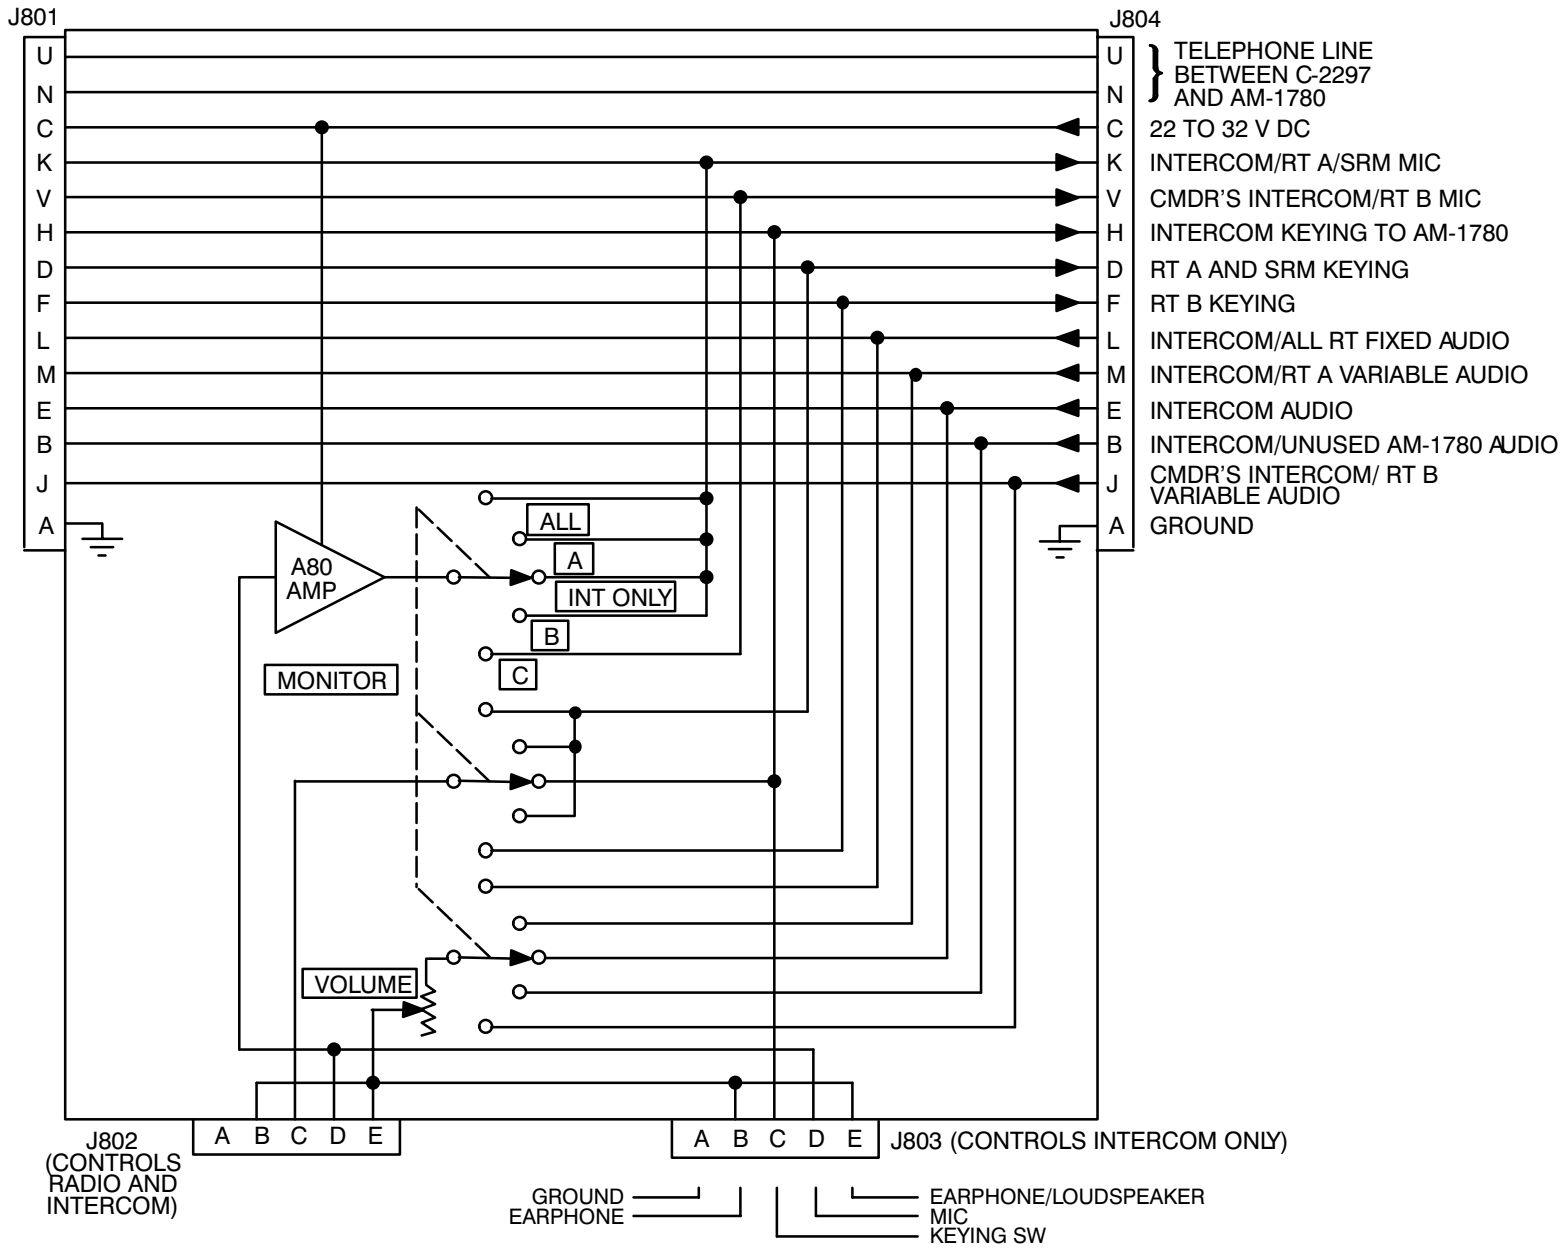 J801
J804
U U TELEPHONE LINE
BETWEEN C-2297
N N AND AM-1780
C C 22 TO 32 V DC
K K INTERCOM/RT A/SRM MIC
V V CMDR'S INTERCOM/RT B MIC
H H INTERCOM KEYING TO AM-1780
D D RT A AND SRM KEYING
F F RT B KEYING
L L INTERCOM/ALL RT FIXED AUDIO
M M INTERCOM/RT A VARIABLE AUDIO
E E INTERCOM AUDIO
B B INTERCOM/UNUSED AM-1780 AUDIO
J J CMDR'S INTERCOM/ RT B
VARIABLE AUDIO
A A GROUND
ALL
A
A80
AMP
INT ONLY
B
C
MONITOR
VOLUME
A B C D E
J802
(CONTROLS
RADIO AND
INTERCOM)
A B C D E
J803 (CONTROLS INTERCOM ONLY)
GROUND
EARPHONE
EARPHONE/LOUDSPEAKER
MIC
KEYING SW